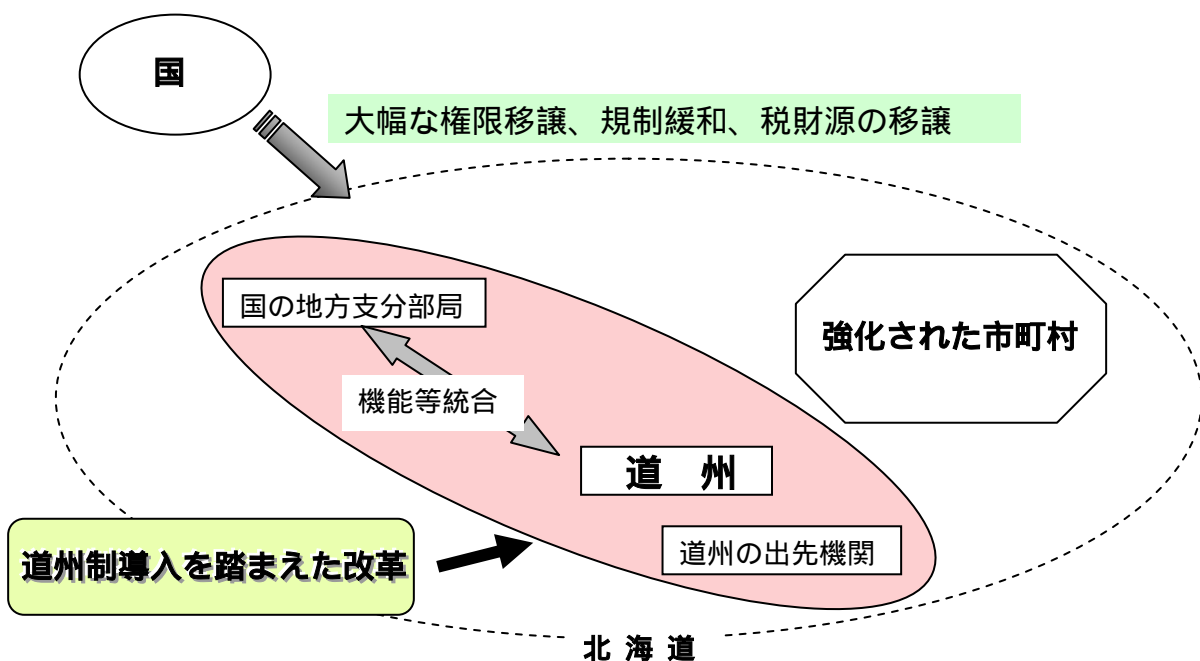 国
大幅な権限移譲、規制緩和、税財源の移譲
国の地方支分部局
強化された市町村
機能等統合
道 州
道州の出先機関
道州制導入を踏まえた改革
北 海 道